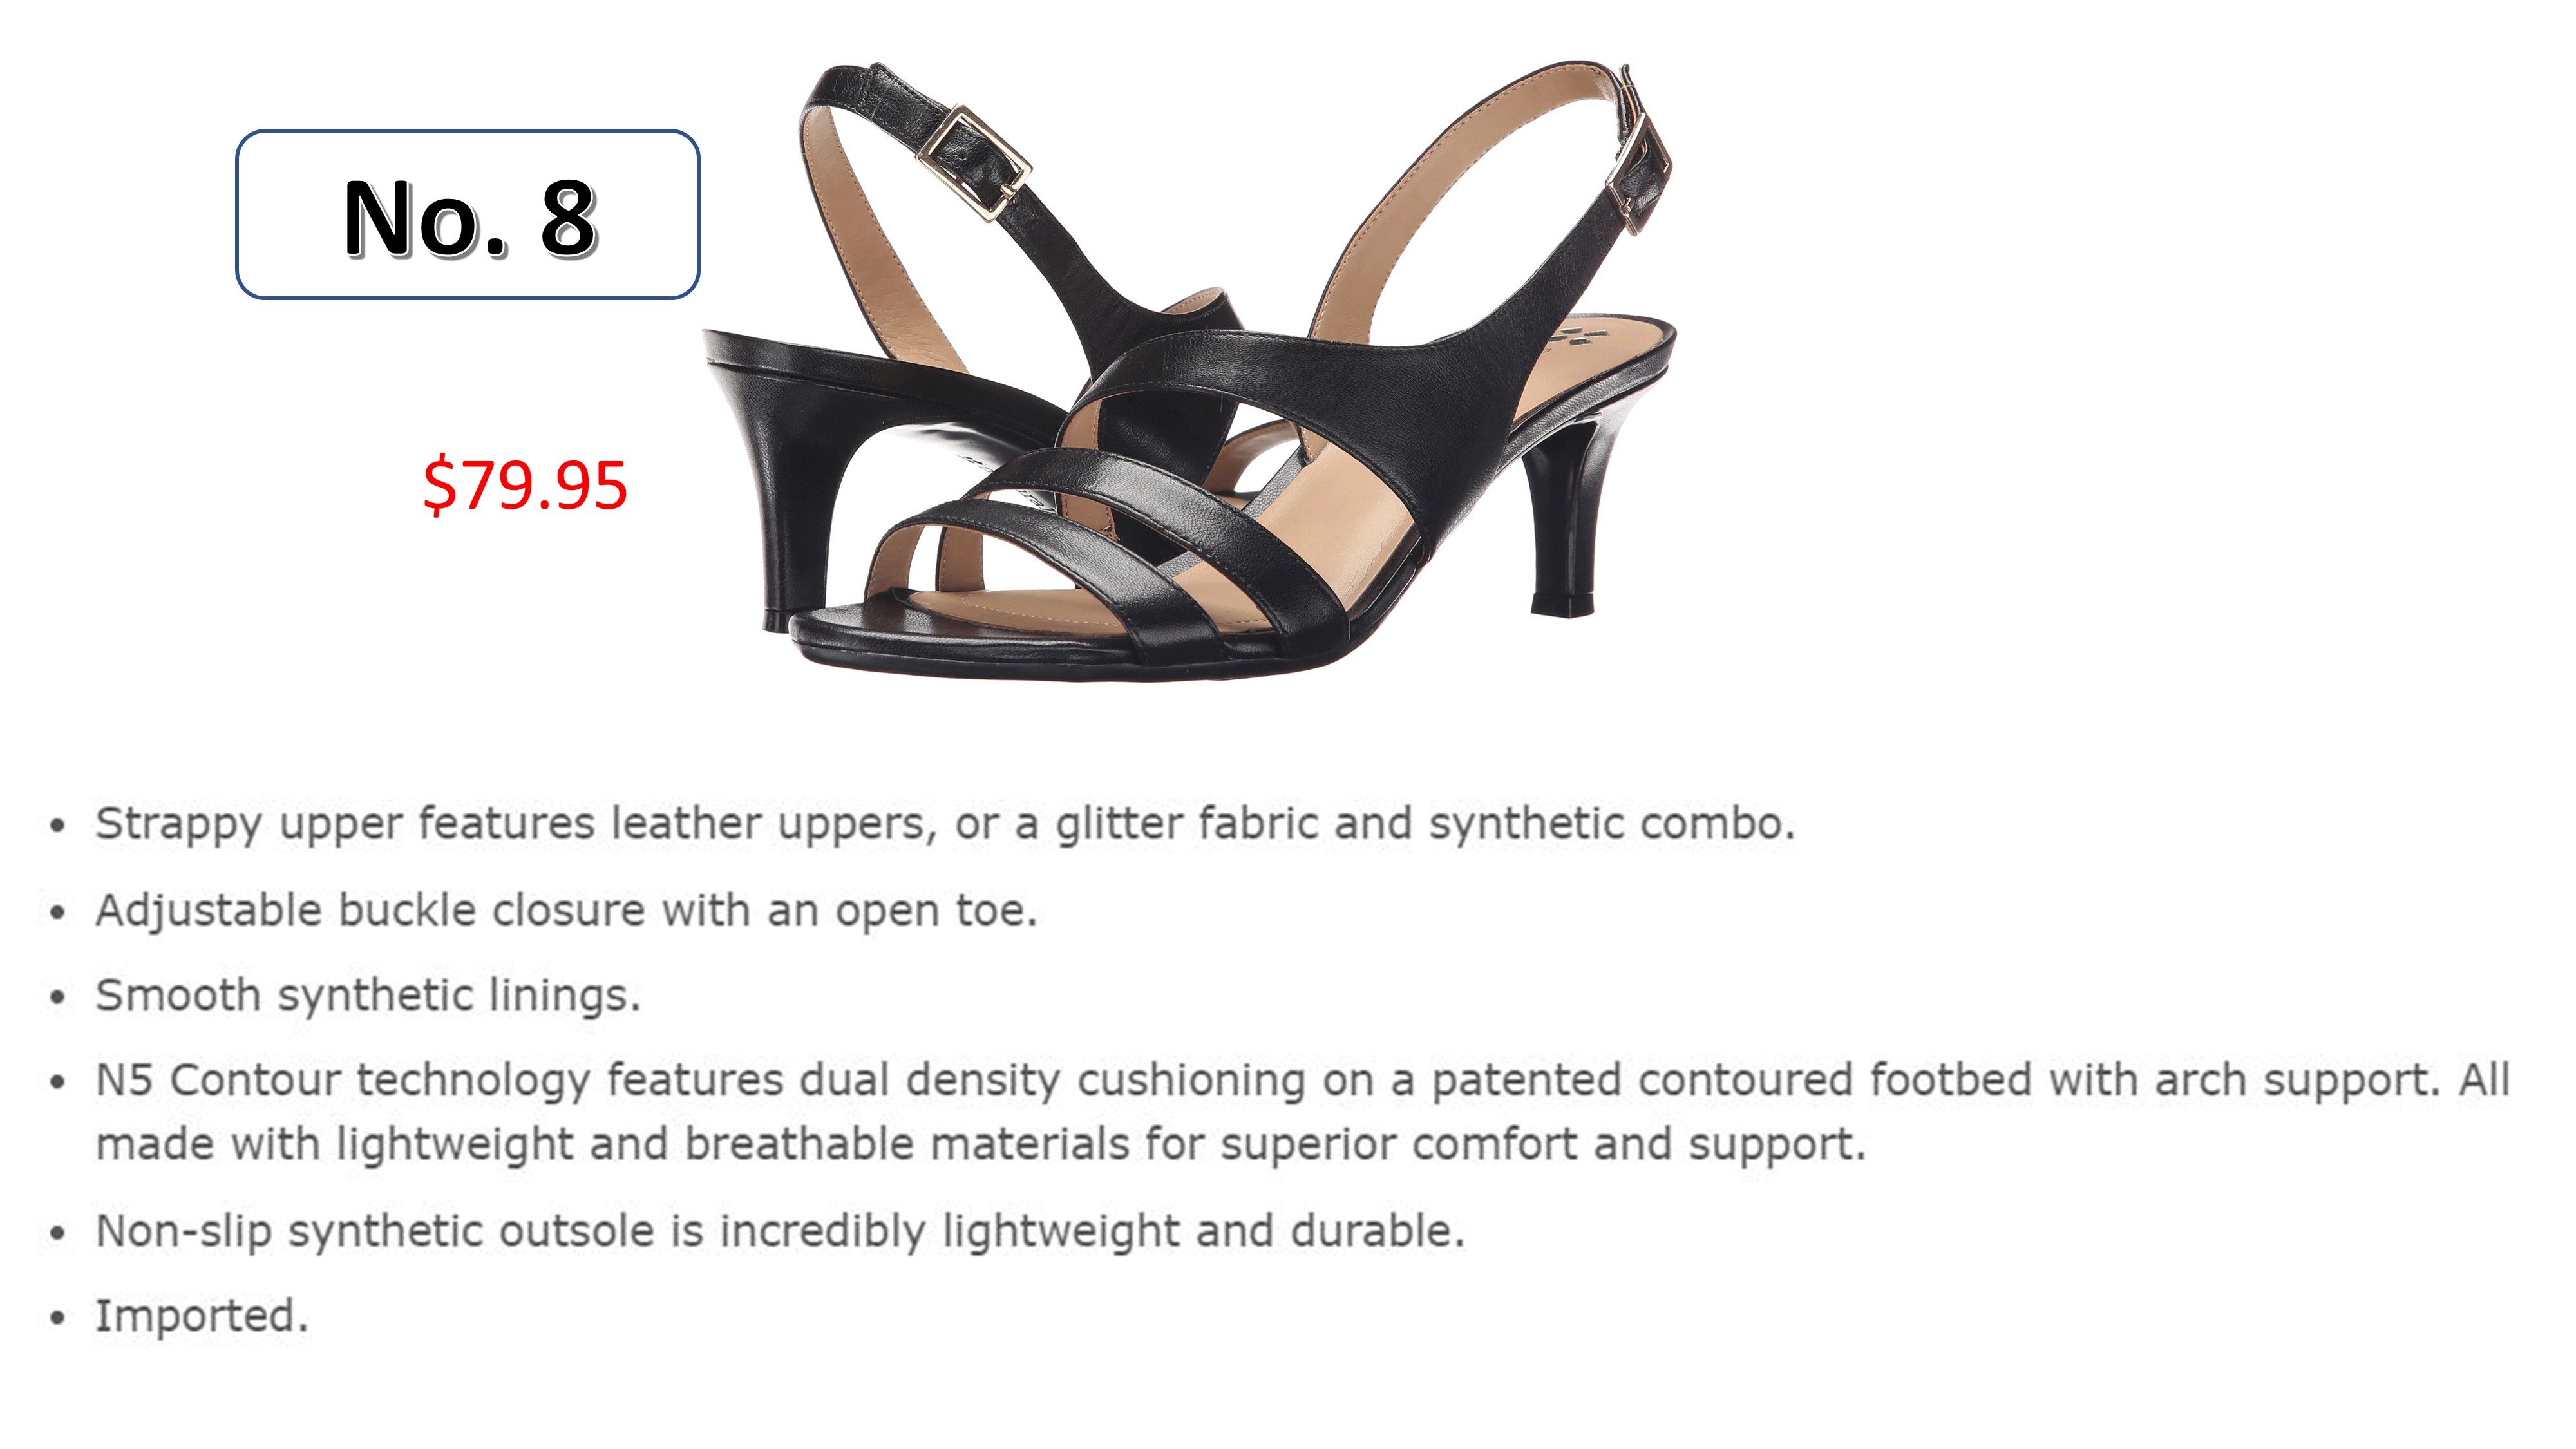 No. 8
$79.95
• Strappy upper features leather uppers, or a glitter fabric and synthetic combo.
• Adjustable buckle closure with an open toe.
• Smooth synthetic linings.
• N5 Contour technology features dual density cushioning on a patented contoured footbed with arch support. All
made with lightweight and breathable materials for superior comfort and support.
• Non-slip synthetic outsole is incredibly lightweight and durable.
• Imported.